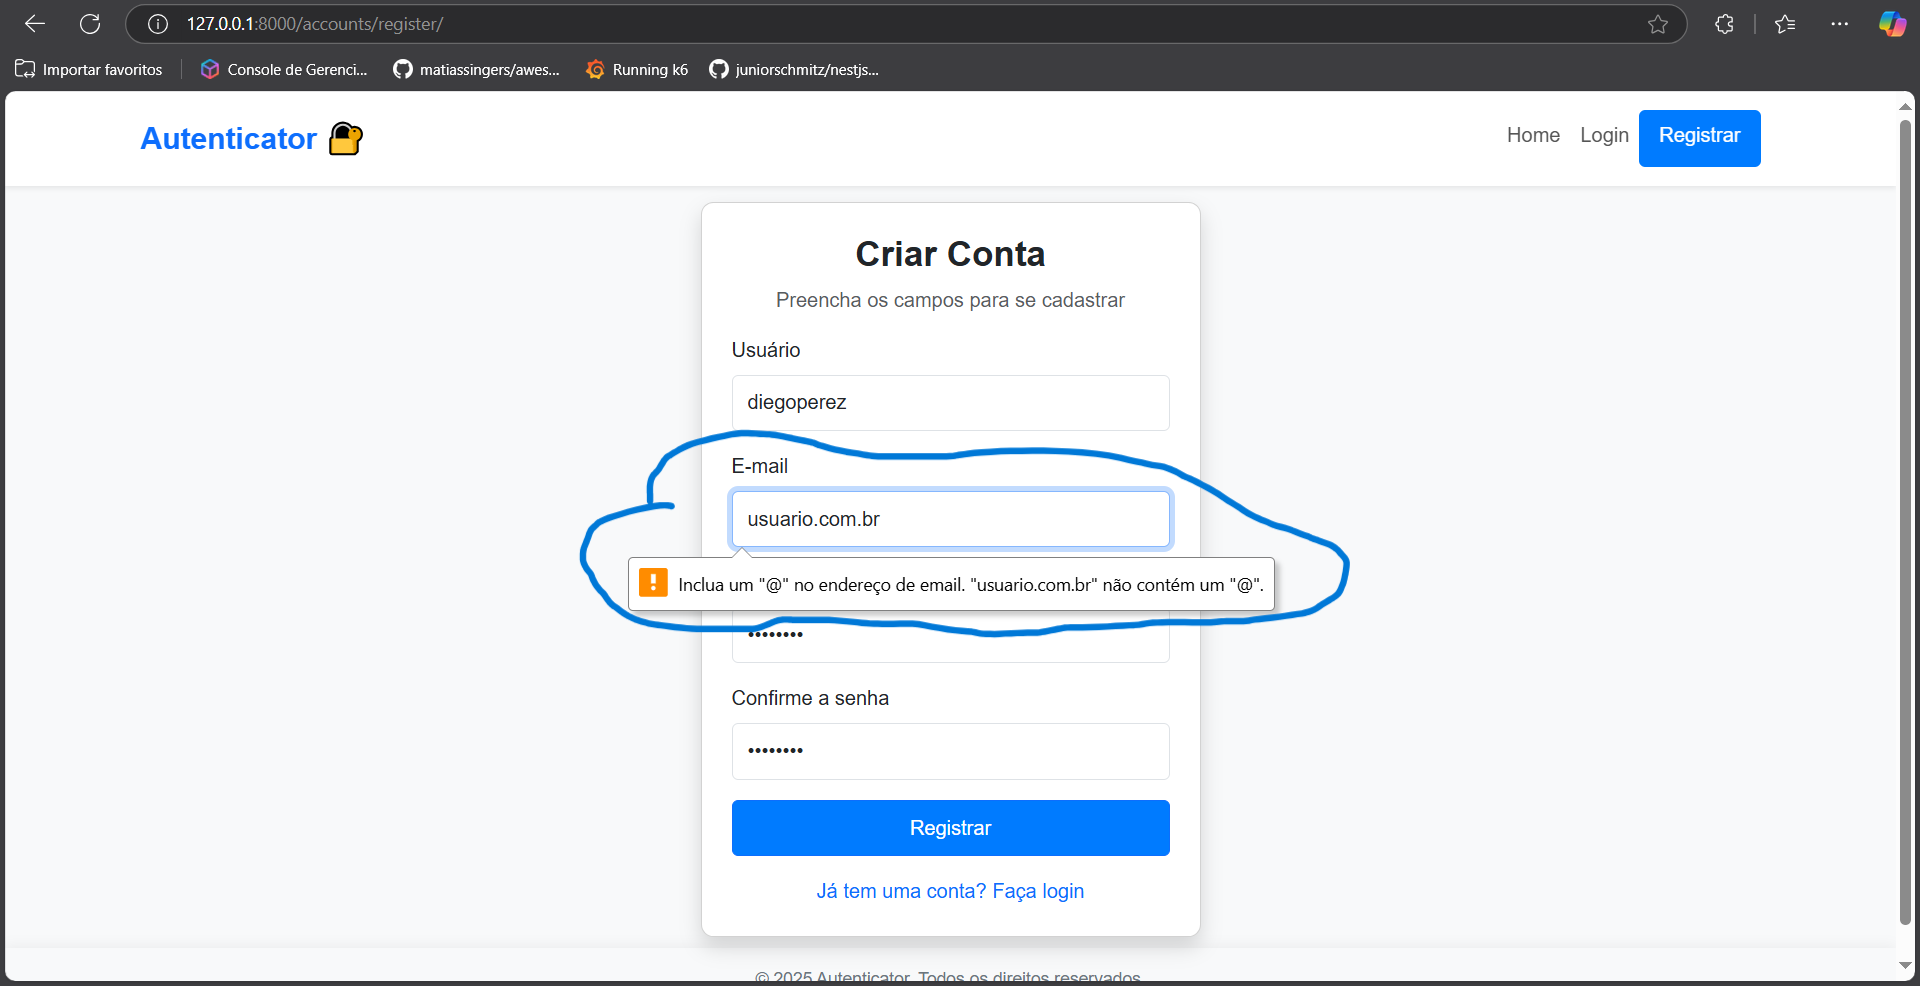 127.0.0.1:8000/accounts/register/
Importar favoritos
Console de Gerenci...
matiassingers/awes...
Running k6
juniorschmitz/nestjs...
Autenticator
Home
Login
Registrar
Criar Conta
Preencha os campos para se cadastrar
Usuário
diegoperez
E-mail
usuario.com.br
Inclua um "@" no endereço de email. "usuario.com.br" não contém um "@".
••••••••
Confirme a senha
••••••••
Registrar
Já tem uma conta? Faça login
© 2025 Autenticator. Todos os direitos reservados.